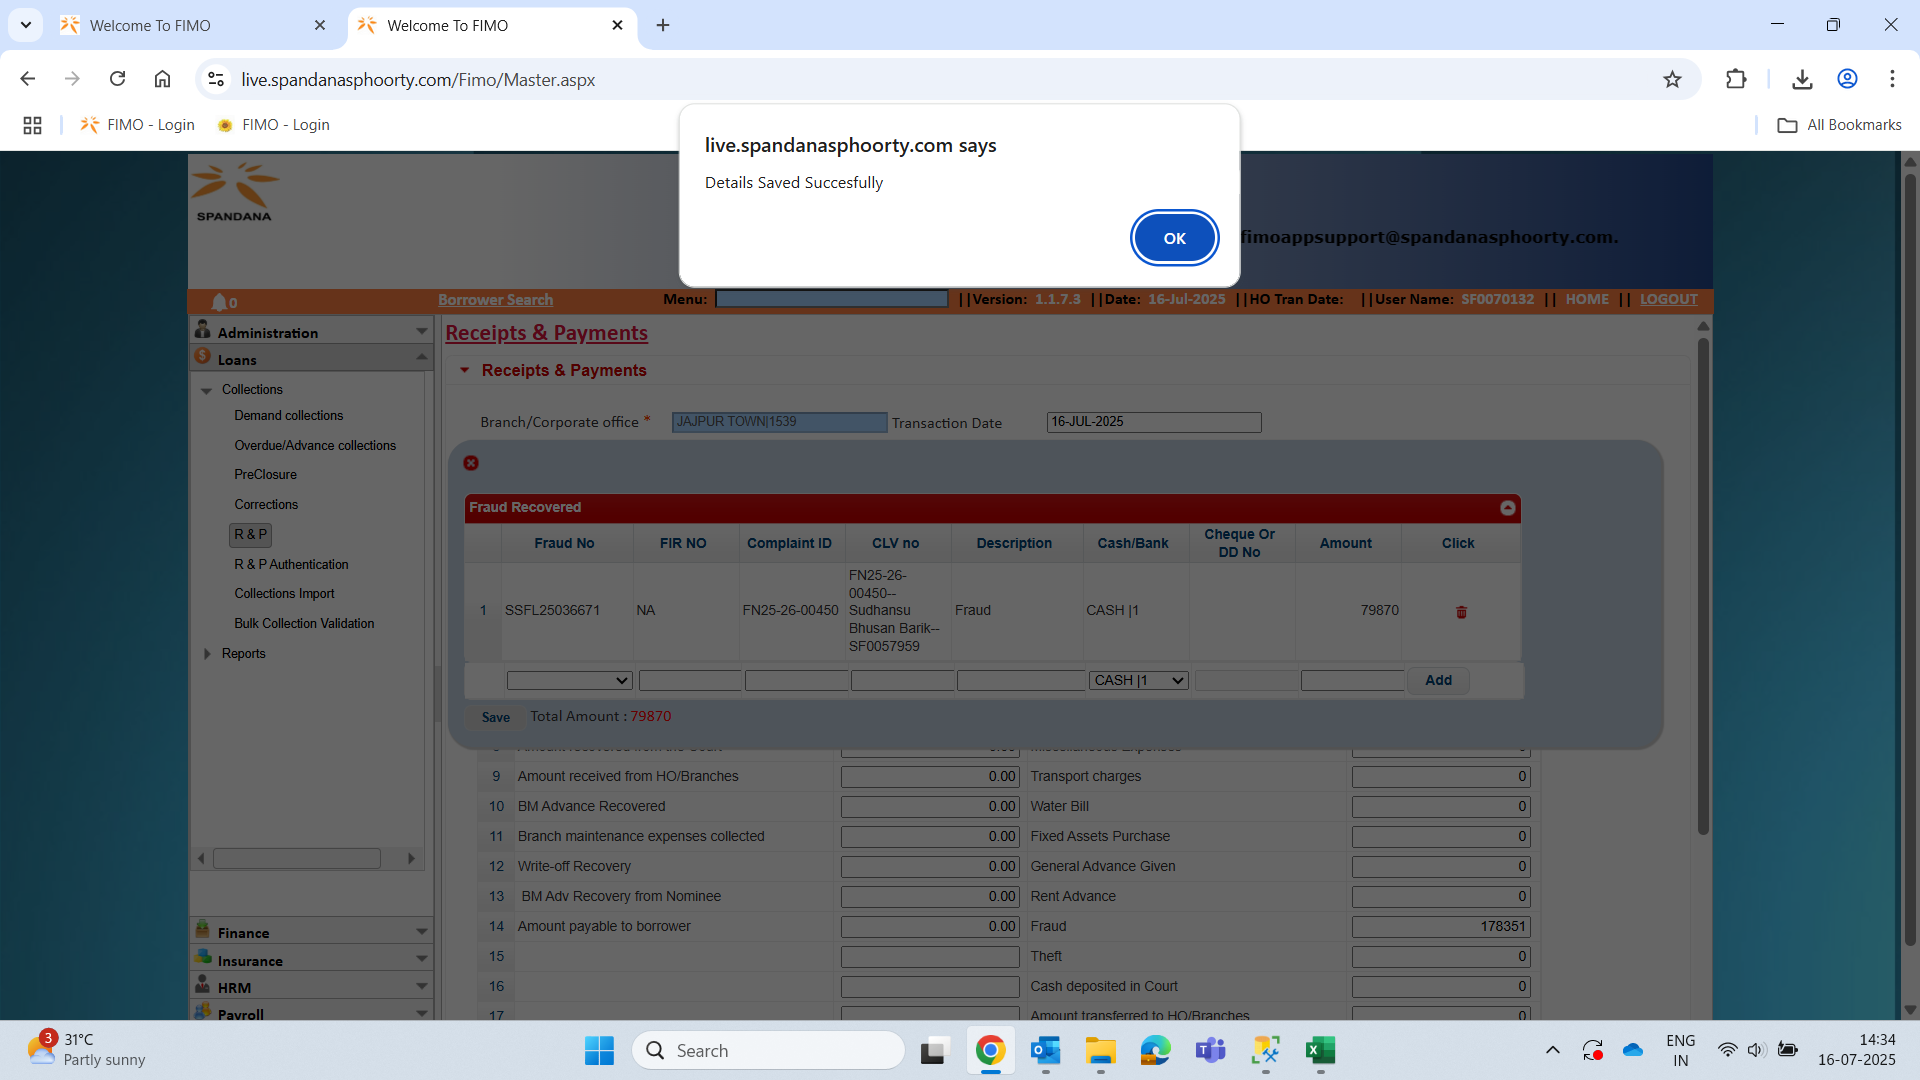 Welcome To FIMO
Welcome To FIMO
live.spandanasphoorty.com/Fimo/Master.aspx
FIMO - Login
FIMO - Login
All Bookmarks
live.spandanasphoorty.com says
Details Saved Succesfully
OK
SPANDANA
fimoappsupport@spandanasphoorty.com.
0
Borrower Search
Menu:
||Version: 1.1.7.3 ||Date: 16-Jul-2025 ||HO Tran Date: ||User Name: SF0070132 || HOME || LOGOUT
Administration
Loans
Collections
Demand collections
Overdue/Advance collections
PreClosure
Corrections
R & P
R & P Authentication
Collections Import
Bulk Collection Validation
Reports
Finance
Insurance
HRM
Payroll
Receipts & Payments
Receipts & Payments
Branch/Corporate office * JAJPUR TOWN|1539 Transaction Date 16-JUL-2025
Fraud Recovered
Fraud No FIR NO Complaint ID CLV no Description Cash/Bank Cheque Or DD No Amount Click
1 SSFL25036671 NA FN25-26-00450 FN25-26-
00450--
Sudhansu
Bhusan Barik--
SF0057959
Fraud CASH |1 79870
CASH |1 Add
Save Total Amount : 79870
9 Amount received from HO/Branches 0.00 Transport charges 0
10 BM Advance Recovered 0.00 Water Bill 0
11 Branch maintenance expenses collected 0.00 Fixed Assets Purchase 0
12 Write-off Recovery 0.00 General Advance Given 0
13 BM Adv Recovery from Nominee 0.00 Rent Advance 0
14 Amount payable to borrower 0.00 Fraud 178351
15 Theft 0
16 Cash deposited in Court 0
17 Amount transferred to HO/Branches 0
3
31°C
Partly sunny
Search
ENG
IN
14:34
16-07-2025